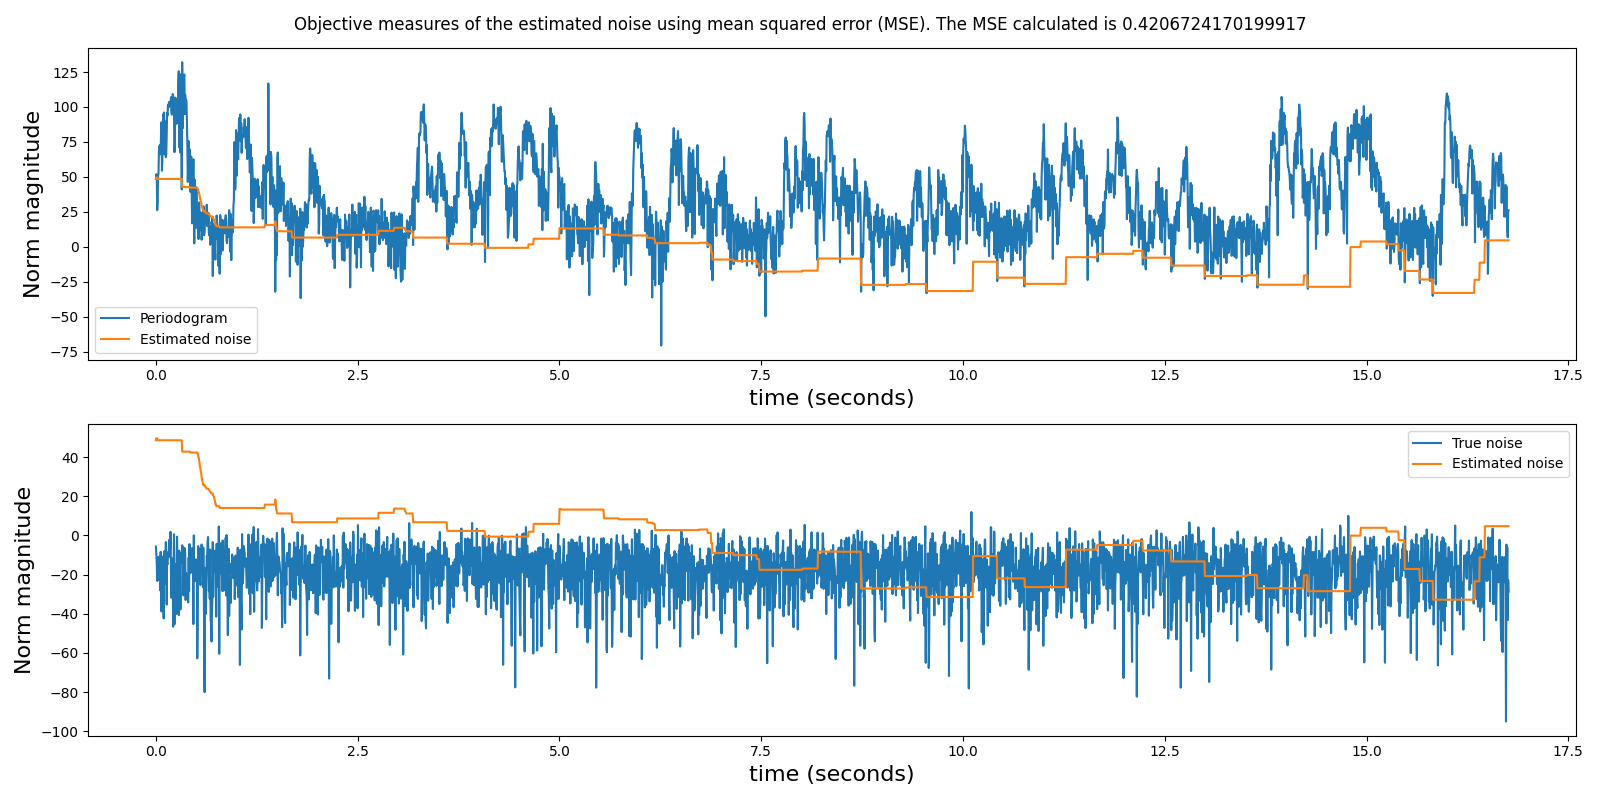 Objective measures of the estimated noise using mean squared error (MSE). The MSE calculated is 0.4206724170199917
125
100
75
50
25
0
−25
−50
−75
Norm magnitude
Periodogram
Estimated noise
0.0 2.5 5.0 7.5 10.0 12.5 15.0 17.5
time (seconds)
40
20
0
−20
−40
−60
−80
−100
Norm magnitude
True noise
Estimated noise
0.0 2.5 5.0 7.5 10.0 12.5 15.0 17.5
time (seconds)